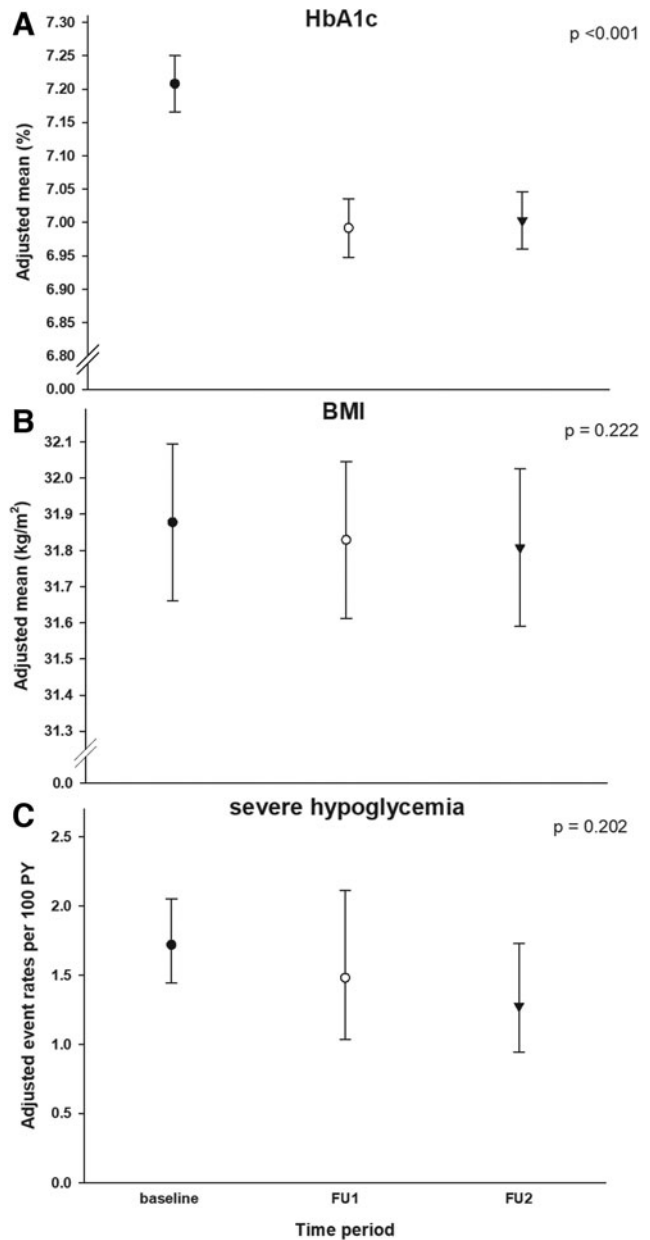 A
HbA1c
p <0.001
Adjusted mean (%)
7.30
7.25
7.20
7.15
7.10
7.05
7.00
6.95
6.90
6.85
6.80
0.00
B
BMI
p = 0.222
Adjusted mean (kg/m²)
32.1
32.0
31.9
31.8
31.7
31.6
31.5
31.4
31.3
0.0
C
severe hypoglycemia
p = 0.202
Adjusted event rates per 100 PY
2.5
2.0
1.5
1.0
0.5
0.0
baseline FU1 FU2
Time period